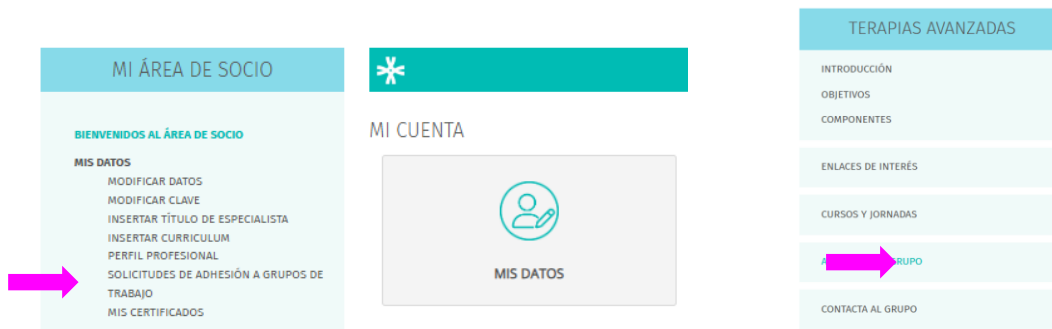 MI ÁREA DE SOCIO
BIENVENIDOS AL ÁREA DE SOCIO
MIS DATOS
MODIFICAR DATOS
MODIFICAR CLAVE
INSERTAR TÍTULO DE ESPECIALISTA
INSERTAR CURRICULUM
PERFIL PROFESIONAL
SOLICITUDES DE ADHESIÓN A GRUPOS DE
TRABAJO
MIS CERTIFICADOS
MI CUENTA
MIS DATOS
TERAPIAS AVANZADAS
INTRODUCCIÓN
OBJETIVOS
COMPONENTES
ENLACES DE INTERÉS
CURSOS Y JORNADAS
CONTACTA AL GRUPO